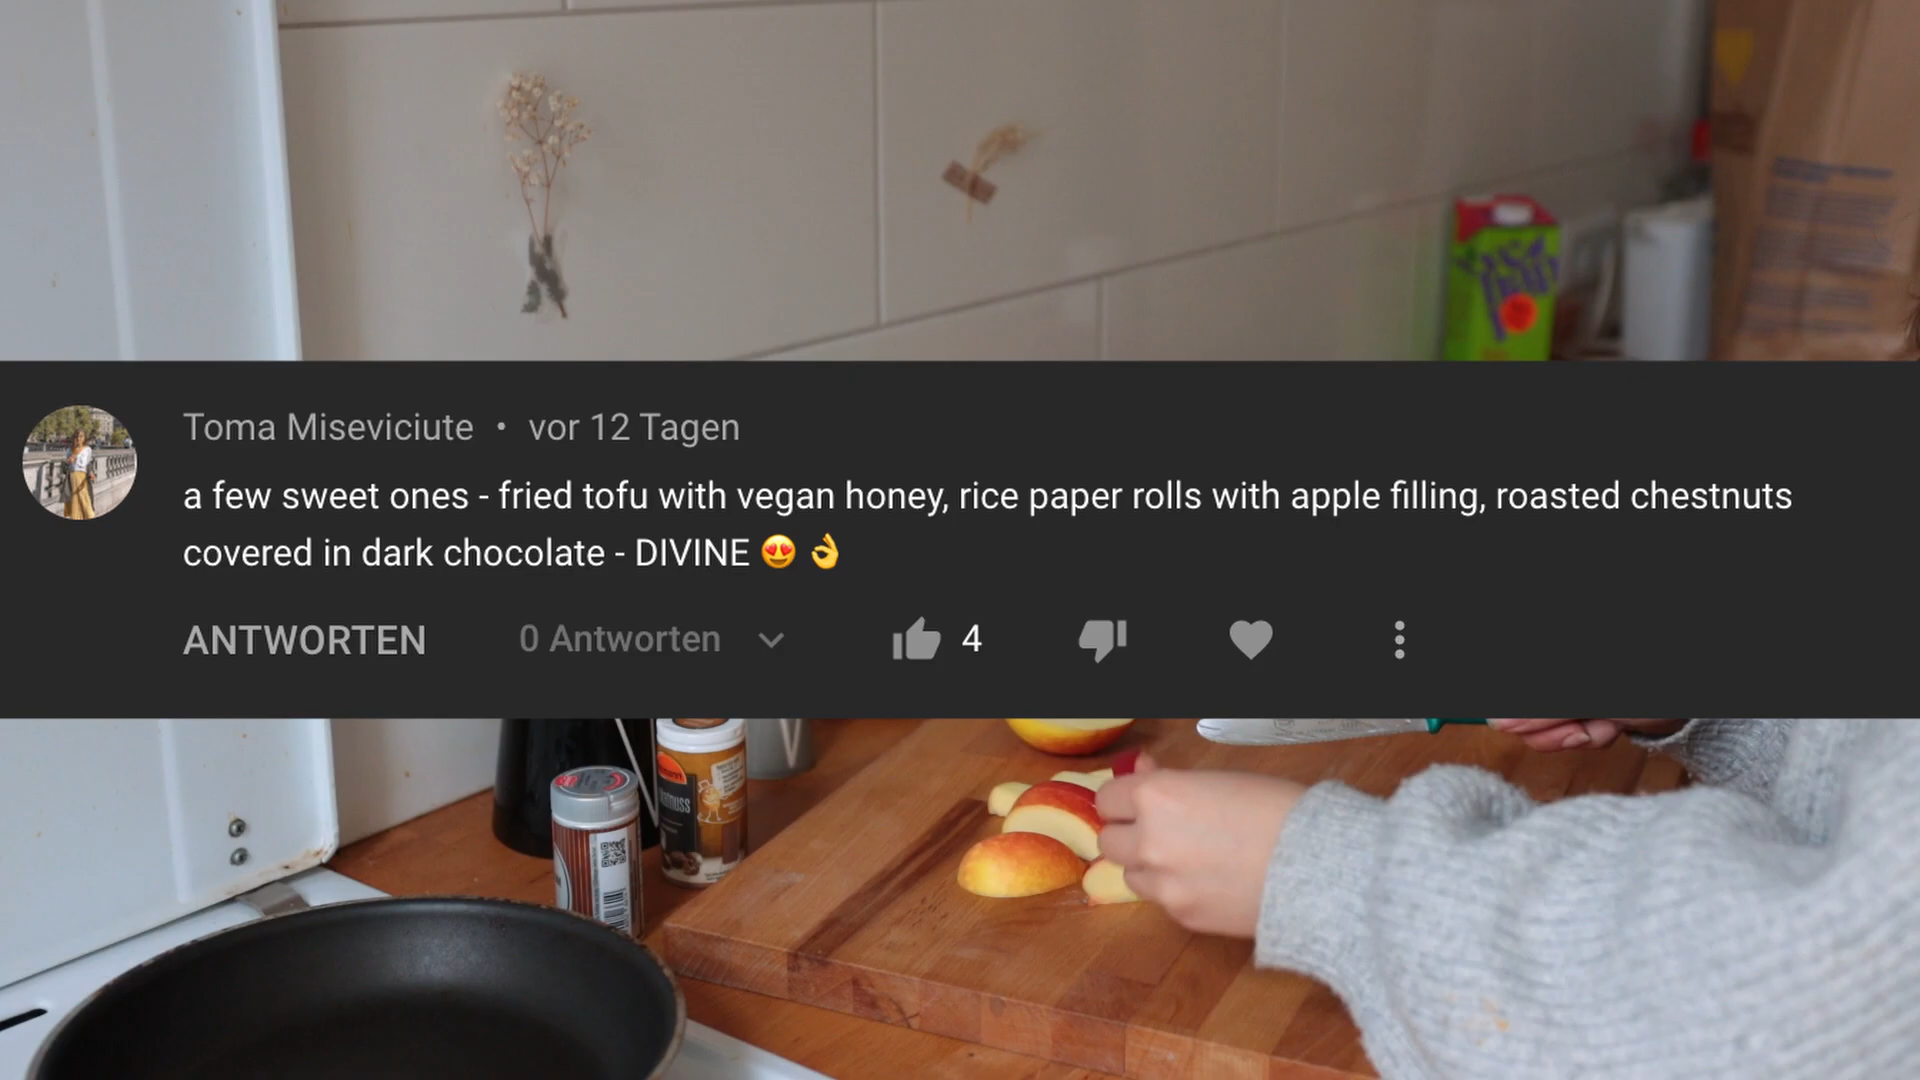 Toma Miseviciute • vor 12 Tagen
a few sweet ones - fried tofu with vegan honey, rice paper rolls with apple filling, roasted chestnuts
covered in dark chocolate - DIVINE 😍 👌
ANTWORTEN 0 Antworten 4